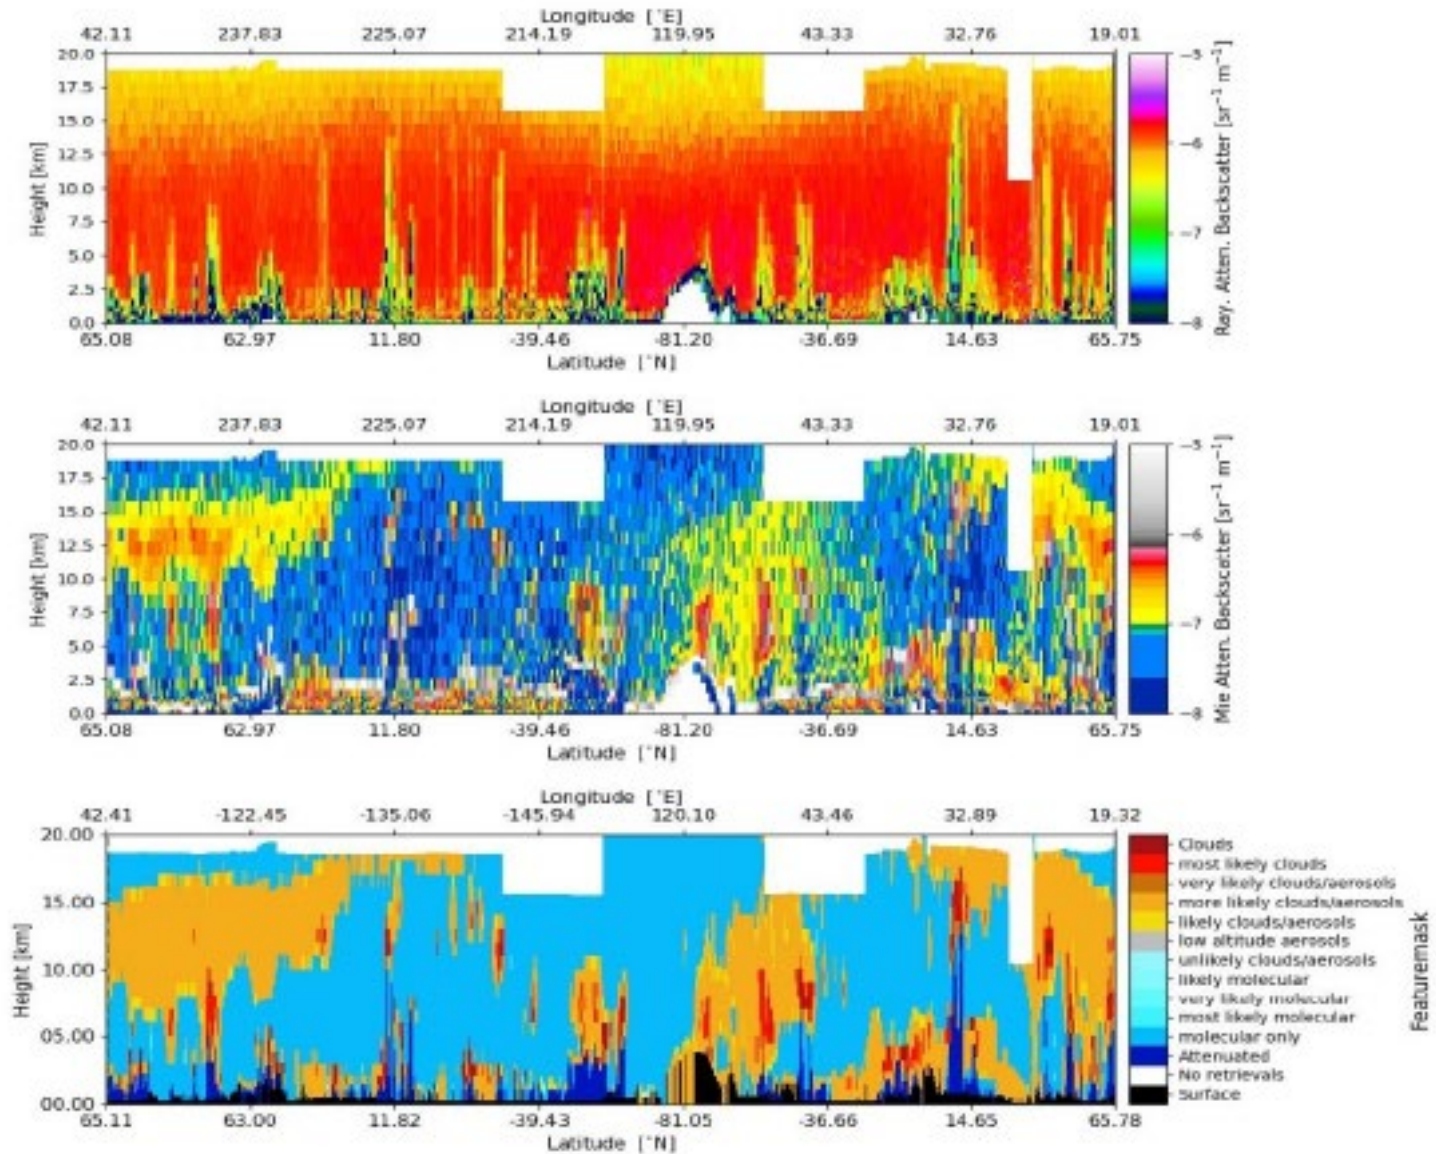 Longitude [°E]
42.11 237.83 225.07 214.19 119.95 43.33 32.76 19.01
20.0
17.5
15.0
12.5
10.0
7.5
5.0
2.5
0.0
Height [km]
65.08 62.97 11.80 -39.46 -81.20 -36.69 14.63 65.75
Latitude [°N]
-5
-6
-7
-8
Ray. Atten. Backscatter [sr⁻¹ m⁻¹]
Longitude [°E]
42.11 237.83 225.07 214.19 119.95 43.33 32.76 19.01
20.0
17.5
15.0
12.5
10.0
7.5
5.0
2.5
0.0
Height [km]
65.08 62.97 11.80 -39.46 -81.20 -36.69 14.63 65.75
Latitude [°N]
-5
-6
-7
-8
Mie Atten. Backscatter [sr⁻¹ m⁻¹]
Longitude [°E]
42.41 -122.45 -135.06 -145.94 120.10 43.46 32.89 19.32
20.00
15.00
10.00
05.00
00.00
Height [km]
65.11 63.00 11.82 -39.43 -81.05 -36.66 14.65 65.78
Latitude [°N]
Clouds
most likely clouds
very likely clouds/aerosols
more likely clouds/aerosols
likely clouds/aerosols
low altitude aerosols
unlikely clouds/aerosols
likely molecular
very likely molecular
most likely molecular
molecular only
Attenuated
No retrievals
Surface
Featuremask